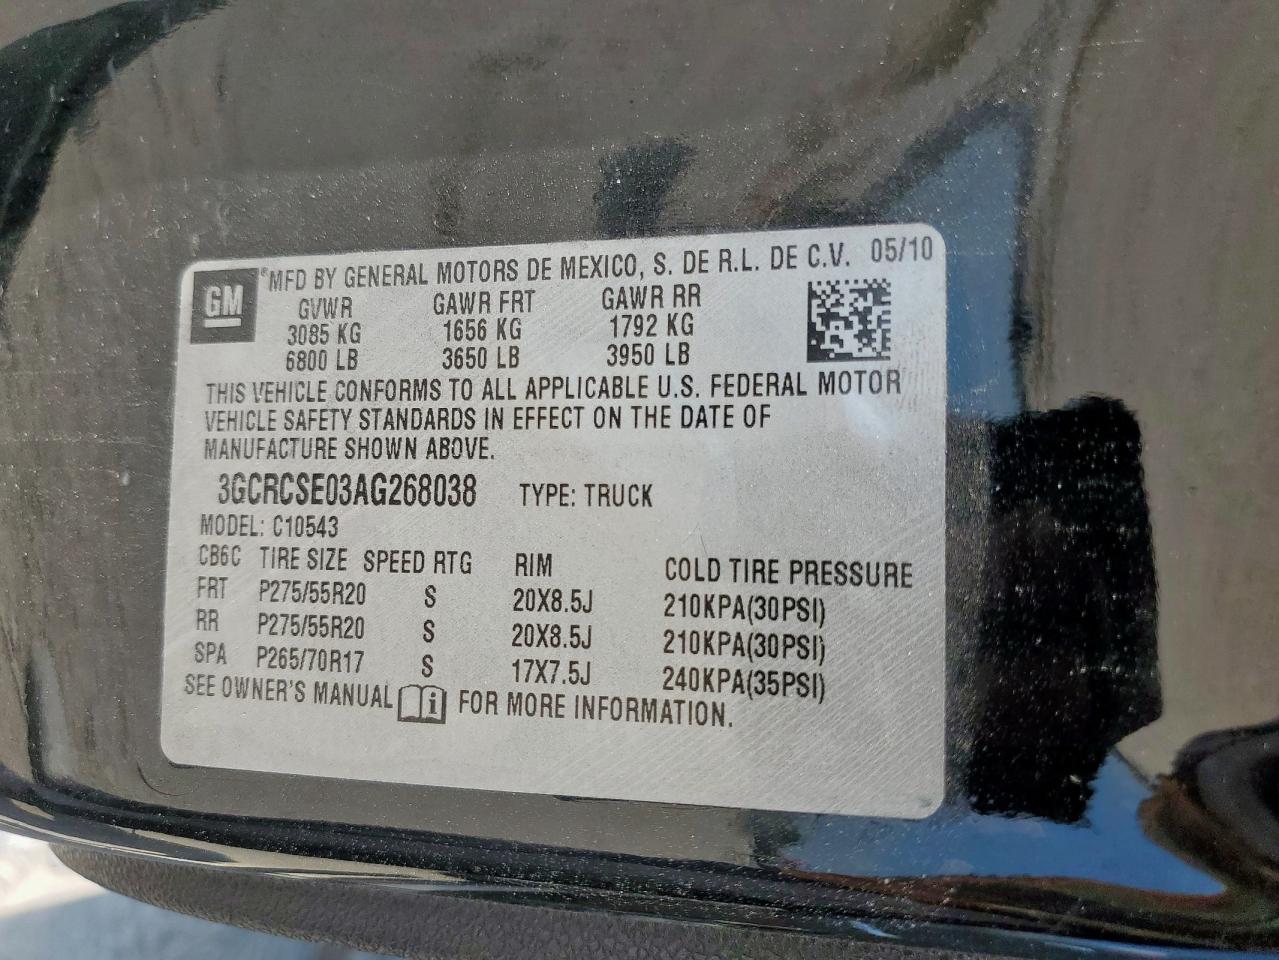 GM
®MFD BY GENERAL MOTORS DE MEXICO, S. DE R.L. DE C.V. 05/10
GVWR GAWR FRT GAWR RR
3085 KG 1656 KG 1792 KG
6800 LB 3650 LB 3950 LB
THIS VEHICLE CONFORMS TO ALL APPLICABLE U.S. FEDERAL MOTOR
VEHICLE SAFETY STANDARDS IN EFFECT ON THE DATE OF
MANUFACTURE SHOWN ABOVE.
3GCRCSE03AG268038 TYPE: TRUCK
MODEL: C10543
CB6C TIRE SIZE SPEED RTG RIM COLD TIRE PRESSURE
FRT P275/55R20 S 20X8.5J 210KPA(30PSI)
RR P275/55R20 S 20X8.5J 210KPA(30PSI)
SPA P265/70R17 S 17X7.5J 240KPA(35PSI)
SEE OWNER'S MANUAL i FOR MORE INFORMATION.